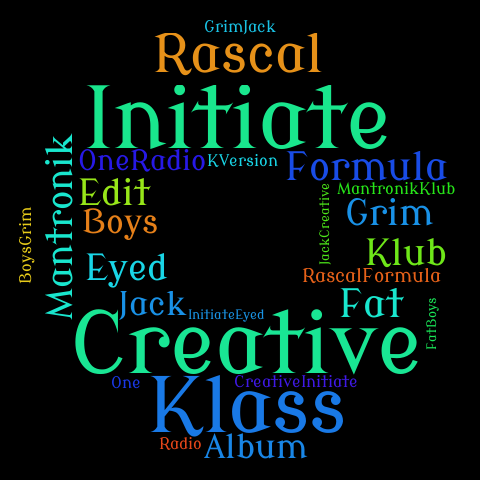 GrimJack
Rascal
Initiate
OneRadio
KVersion
Formula
Mantronik
Edit
MantronikKlub
JackCreative
Boys
Grim
BoysGrim
Klub
Eyed
RascalFormula
Jack
InitiateEyed
Fat
FatBoys
Creative
One
CreativeInitiate
Klass
Radio
Album